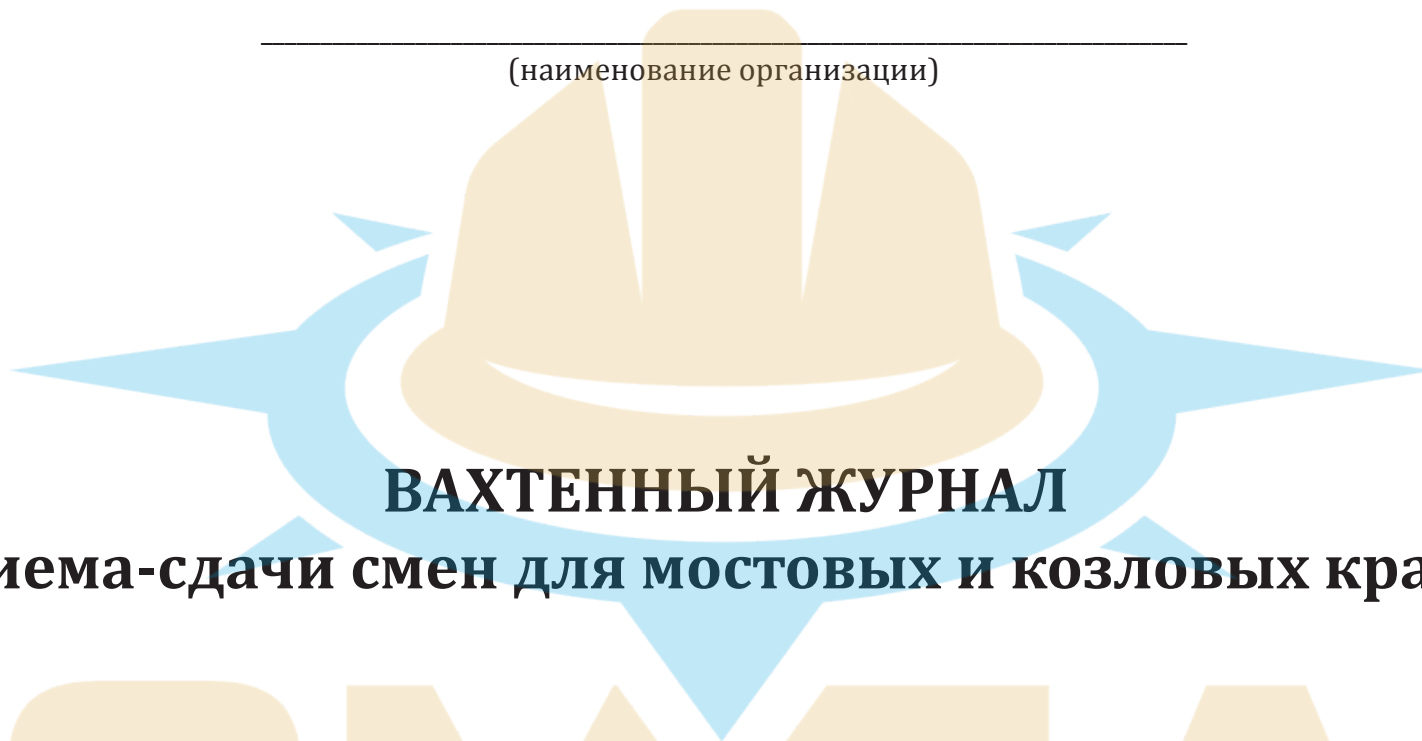 (наименование организации)
ВАХТЕННЫЙ ЖУРНАЛ
иема-сдачи смен для мостовых и козловых кра